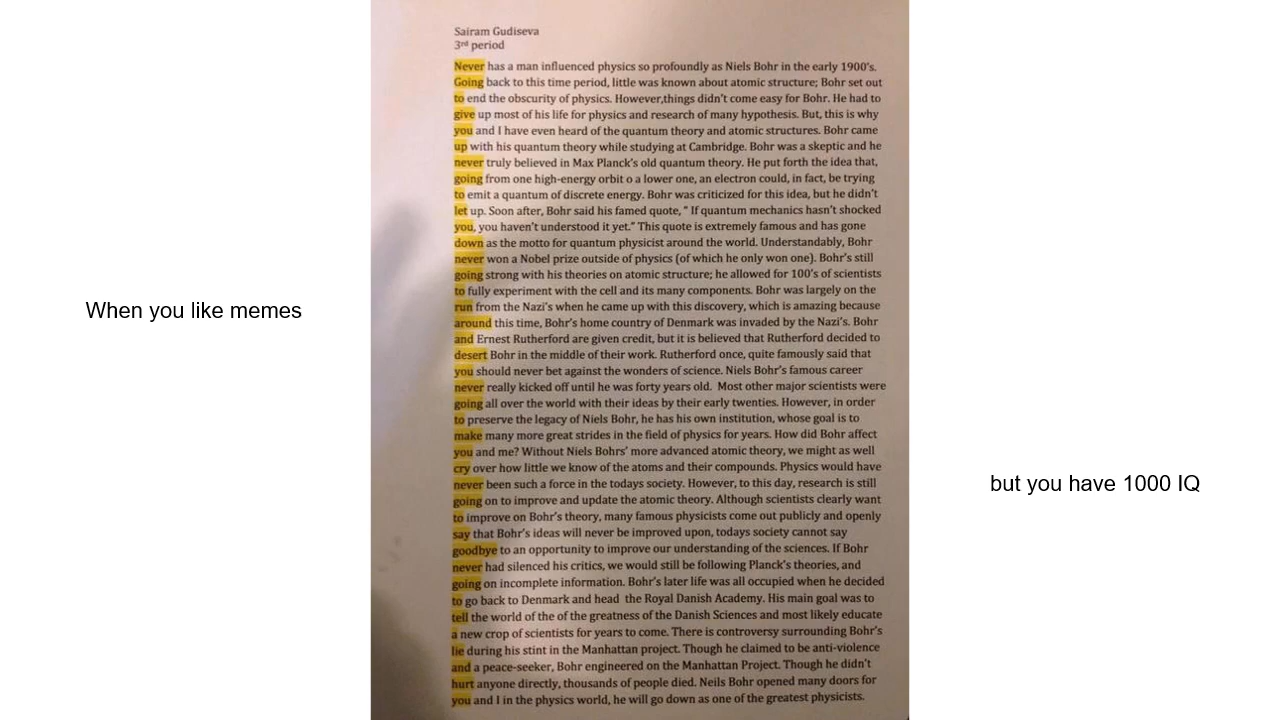 Sairam Gudiseva
3rd period
Never has a man influenced physics so profoundly as Niels Bohr in the early 1900's.
Going back to this time period, little was known about atomic structure; Bohr set out
to end the obscurity of physics. However,things didn't come easy for Bohr. He had to
give up most of his life for physics and research of many hypothesis. But, this is why
you and I have even heard of the quantum theory and atomic structures. Bohr came
up with his quantum theory while studying at Cambridge. Bohr was a skeptic and he
never truly believed in Max Planck's old quantum theory. He put forth the idea that,
going from one high-energy orbit o a lower one, an electron could, in fact, be trying
to emit a quantum of discrete energy. Bohr was criticized for this idea, but he didn't
let up. Soon after, Bohr said his famed quote, " If quantum mechanics hasn't shocked
you, you haven't understood it yet." This quote is extremely famous and has gone
down as the motto for quantum physicist around the world. Understandably, Bohr
never won a Nobel prize outside of physics (of which he only won one). Bohr's still
going strong with his theories on atomic structure; he allowed for 100's of scientists
to fully experiment with the cell and its many components. Bohr was largely on the
run from the Nazi's when he came up with this discovery, which is amazing because
around this time, Bohr's home country of Denmark was invaded by the Nazi's. Bohr
and Ernest Rutherford are given credit, but it is believed that Rutherford decided to
desert Bohr in the middle of their work. Rutherford once, quite famously said that
you should never bet against the wonders of science. Niels Bohr's famous career
never really kicked off until he was forty years old. Most other major scientists were
going all over the world with their ideas by their early twenties. However, in order
to preserve the legacy of Niels Bohr, he has his own institution, whose goal is to
make many more great strides in the field of physics for years. How did Bohr affect
you and me? Without Niels Bohrs' more advanced atomic theory, we might as well
cry over how little we know of the atoms and their compounds. Physics would have
never been such a force in the todays society. However, to this day, research is still
going on to improve and update the atomic theory. Although scientists clearly want
to improve on Bohr's theory, many famous physicists come out publicly and openly
say that Bohr's ideas will never be improved upon, todays society cannot say
goodbye to an opportunity to improve our understanding of the sciences. If Bohr
never had silenced his critics, we would still be following Planck's theories, and
going on incomplete information. Bohr's later life was all occupied when he decided
to go back to Denmark and head the Royal Danish Academy. His main goal was to
tell the world of the of the greatness of the Danish Sciences and most likely educate
a new crop of scientists for years to come. There is controversy surrounding Bohr's
lie during his stint in the Manhattan project. Though he claimed to be anti-violence
and a peace-seeker, Bohr engineered on the Manhattan Project. Though he didn't
hurt anyone directly, thousands of people died. Neils Bohr opened many doors for
you and I in the physics world, he will go down as one of the greatest physicists.
When you like memes
but you have 1000 IQ